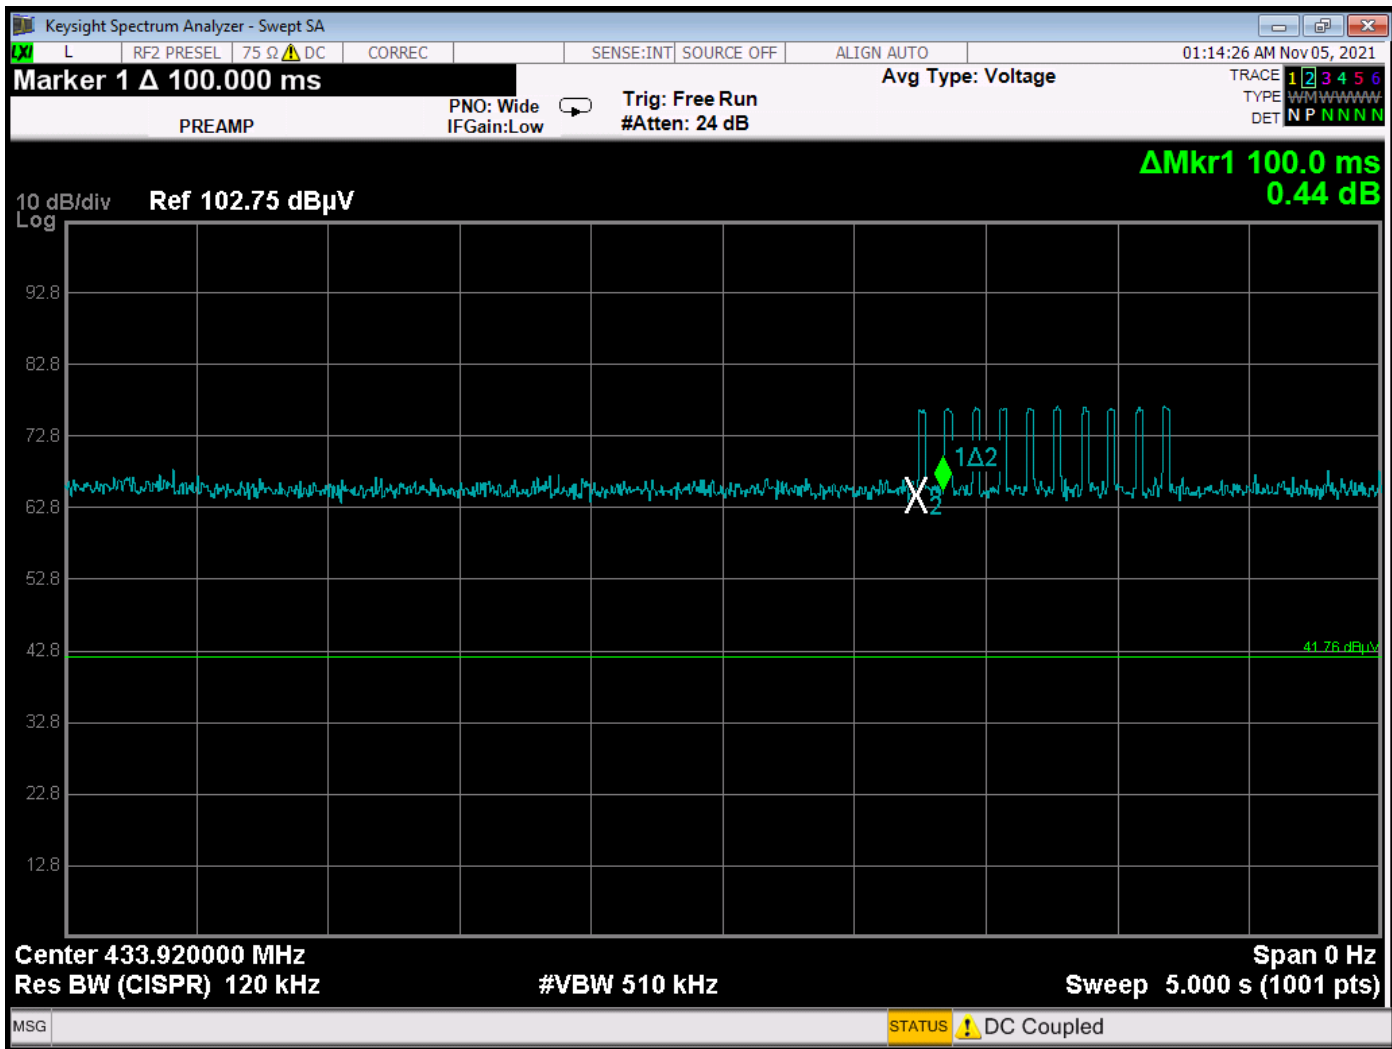 Keysight Spectrum Analyzer - Swept SA
LXI L RF2 PRESEL 75 Ω DC CORREC SENSE:INT SOURCE OFF ALIGN AUTO 01:14:26 AM Nov 05, 2021
Marker 1 Δ 100.000 ms
PREAMP
PNO: Wide
IFGain:Low
Trig: Free Run
#Atten: 24 dB
Avg Type: Voltage
TRACE 1 2 3 4 5 6
TYPE WMWWWW
DET N P N N N N
ΔMkr1 100.0 ms
0.44 dB
10 dB/div Ref 102.75 dBµV
Log
92.8
82.8
72.8
1Δ2
X2
62.8
52.8
42.8
41.76 dBµV
32.8
22.8
12.8
Center 433.920000 MHz Span 0 Hz
Res BW (CISPR) 120 kHz #VBW 510 kHz Sweep 5.000 s (1001 pts)
MSG STATUS DC Coupled